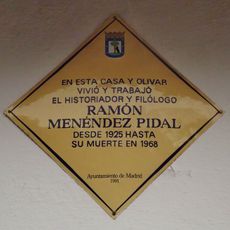 EN ESTA CASA Y OLIVAR
VIVIÓ Y TRABAJÓ
EL HISTORIADOR Y FILÓLOGO
RAMÓN
MENÉNDEZ PIDAL
DESDE 1925 HASTA
SU MUERTE EN 1968
Ayuntamiento de Madrid